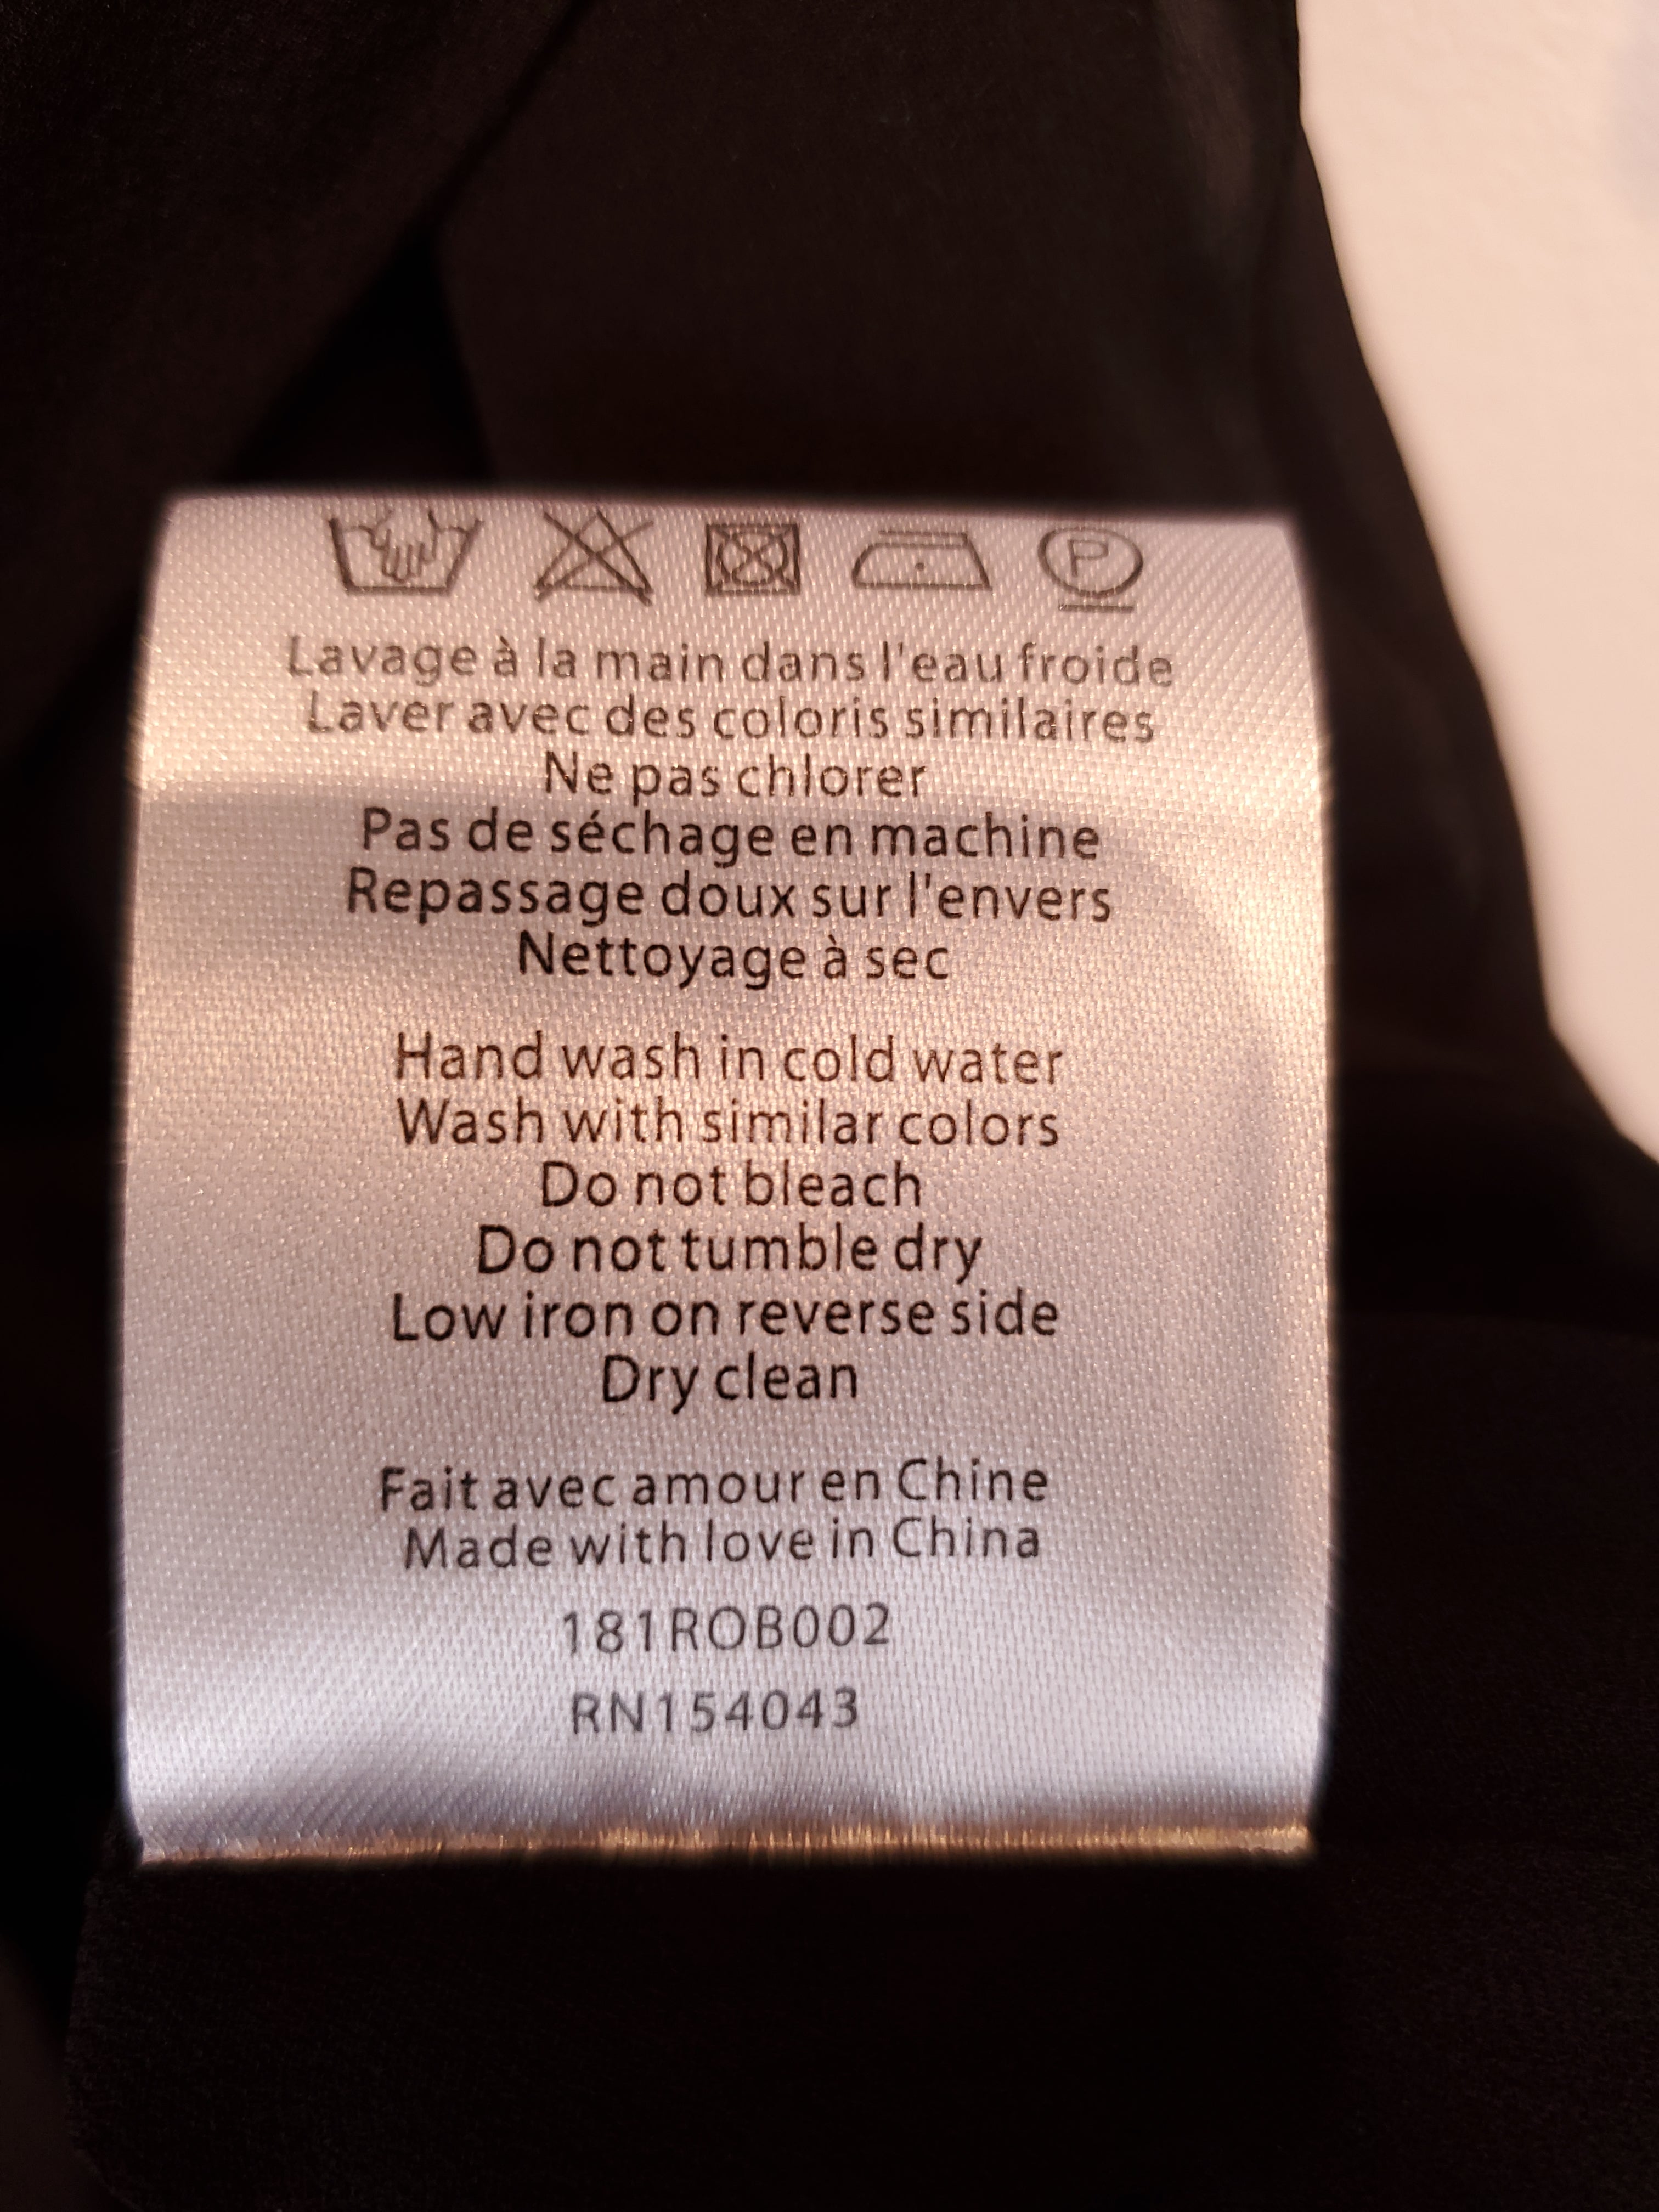 P
Lavage à la main dans l'eau froide
Laver avec des coloris similaires
Ne pas chlorer
Pas de séchage en machine
Repassage doux sur l'envers
Nettoyage à sec
Hand wash in cold water
Wash with similar colors
Do not bleach
Do not tumble dry
Low iron on reverse side
Dry clean
Fait avec amour en Chine
Made with love in China
181ROB002
RN154043